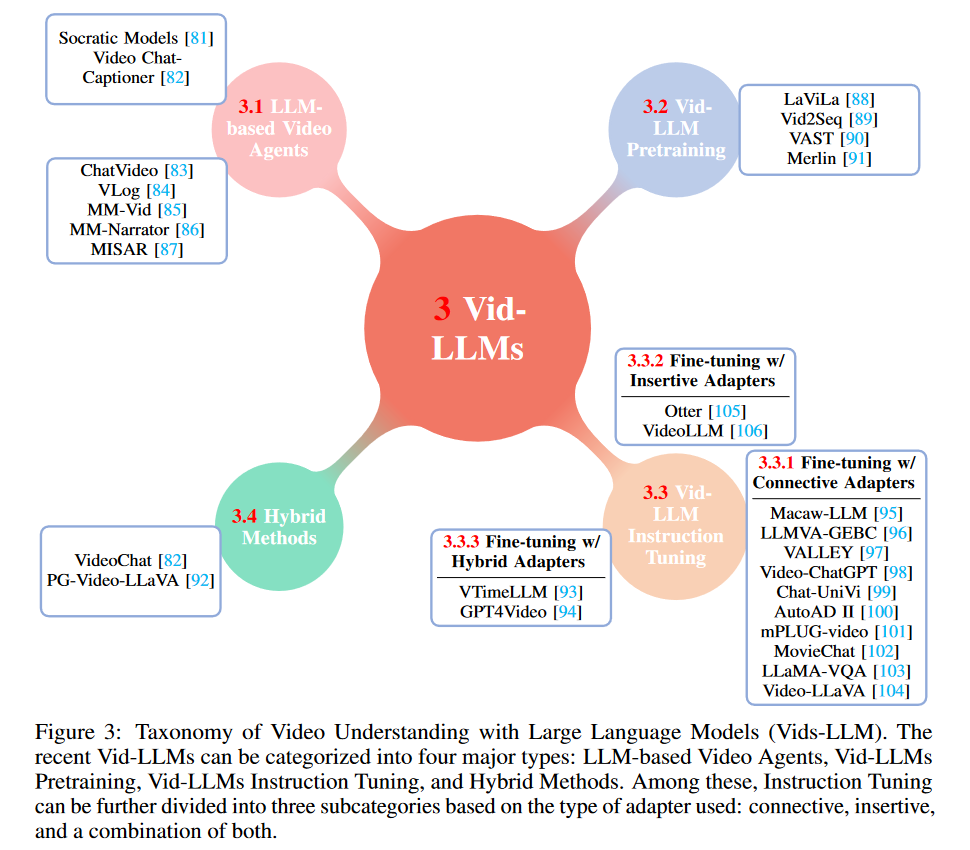 Socratic Models [81]
Video Chat-
Captioner [82]
3.1 LLM-
based Video
Agents
ChatVideo [83]
VLog [84]
MM-Vid [85]
MM-Narrator [86]
MISAR [87]
3.2 Vid-
LLM
Pretraining
LaViLa [88]
Vid2Seq [89]
VAST [90]
Merlin [91]
3 Vid-
LLMs
3.3.2 Fine-tuning w/
Insertive Adapters
Otter [105]
VideoLLM [106]
3.3 Vid-
LLM
Instruction
Tuning
3.3.1 Fine-tuning w/
Connective Adapters
Macaw-LLM [95]
LLMVA-GEBC [96]
VALLEY [97]
Video-ChatGPT [98]
Chat-UniVi [99]
AutoAD II [100]
mPLUG-video [101]
MovieChat [102]
LLaMA-VQA [103]
Video-LLaVA [104]
3.3.3 Fine-tuning w/
Hybrid Adapters
VTimeLLM [93]
GPT4Video [94]
3.4 Hybrid
Methods
VideoChat [82]
PG-Video-LLaVA [92]
Figure 3: Taxonomy of Video Understanding with Large Language Models (Vids-LLM). The
recent Vid-LLMs can be categorized into four major types: LLM-based Video Agents, Vid-LLMs
Pretraining, Vid-LLMs Instruction Tuning, and Hybrid Methods. Among these, Instruction Tuning
can be further divided into three subcategories based on the type of adapter used: connective, insertive,
and a combination of both.